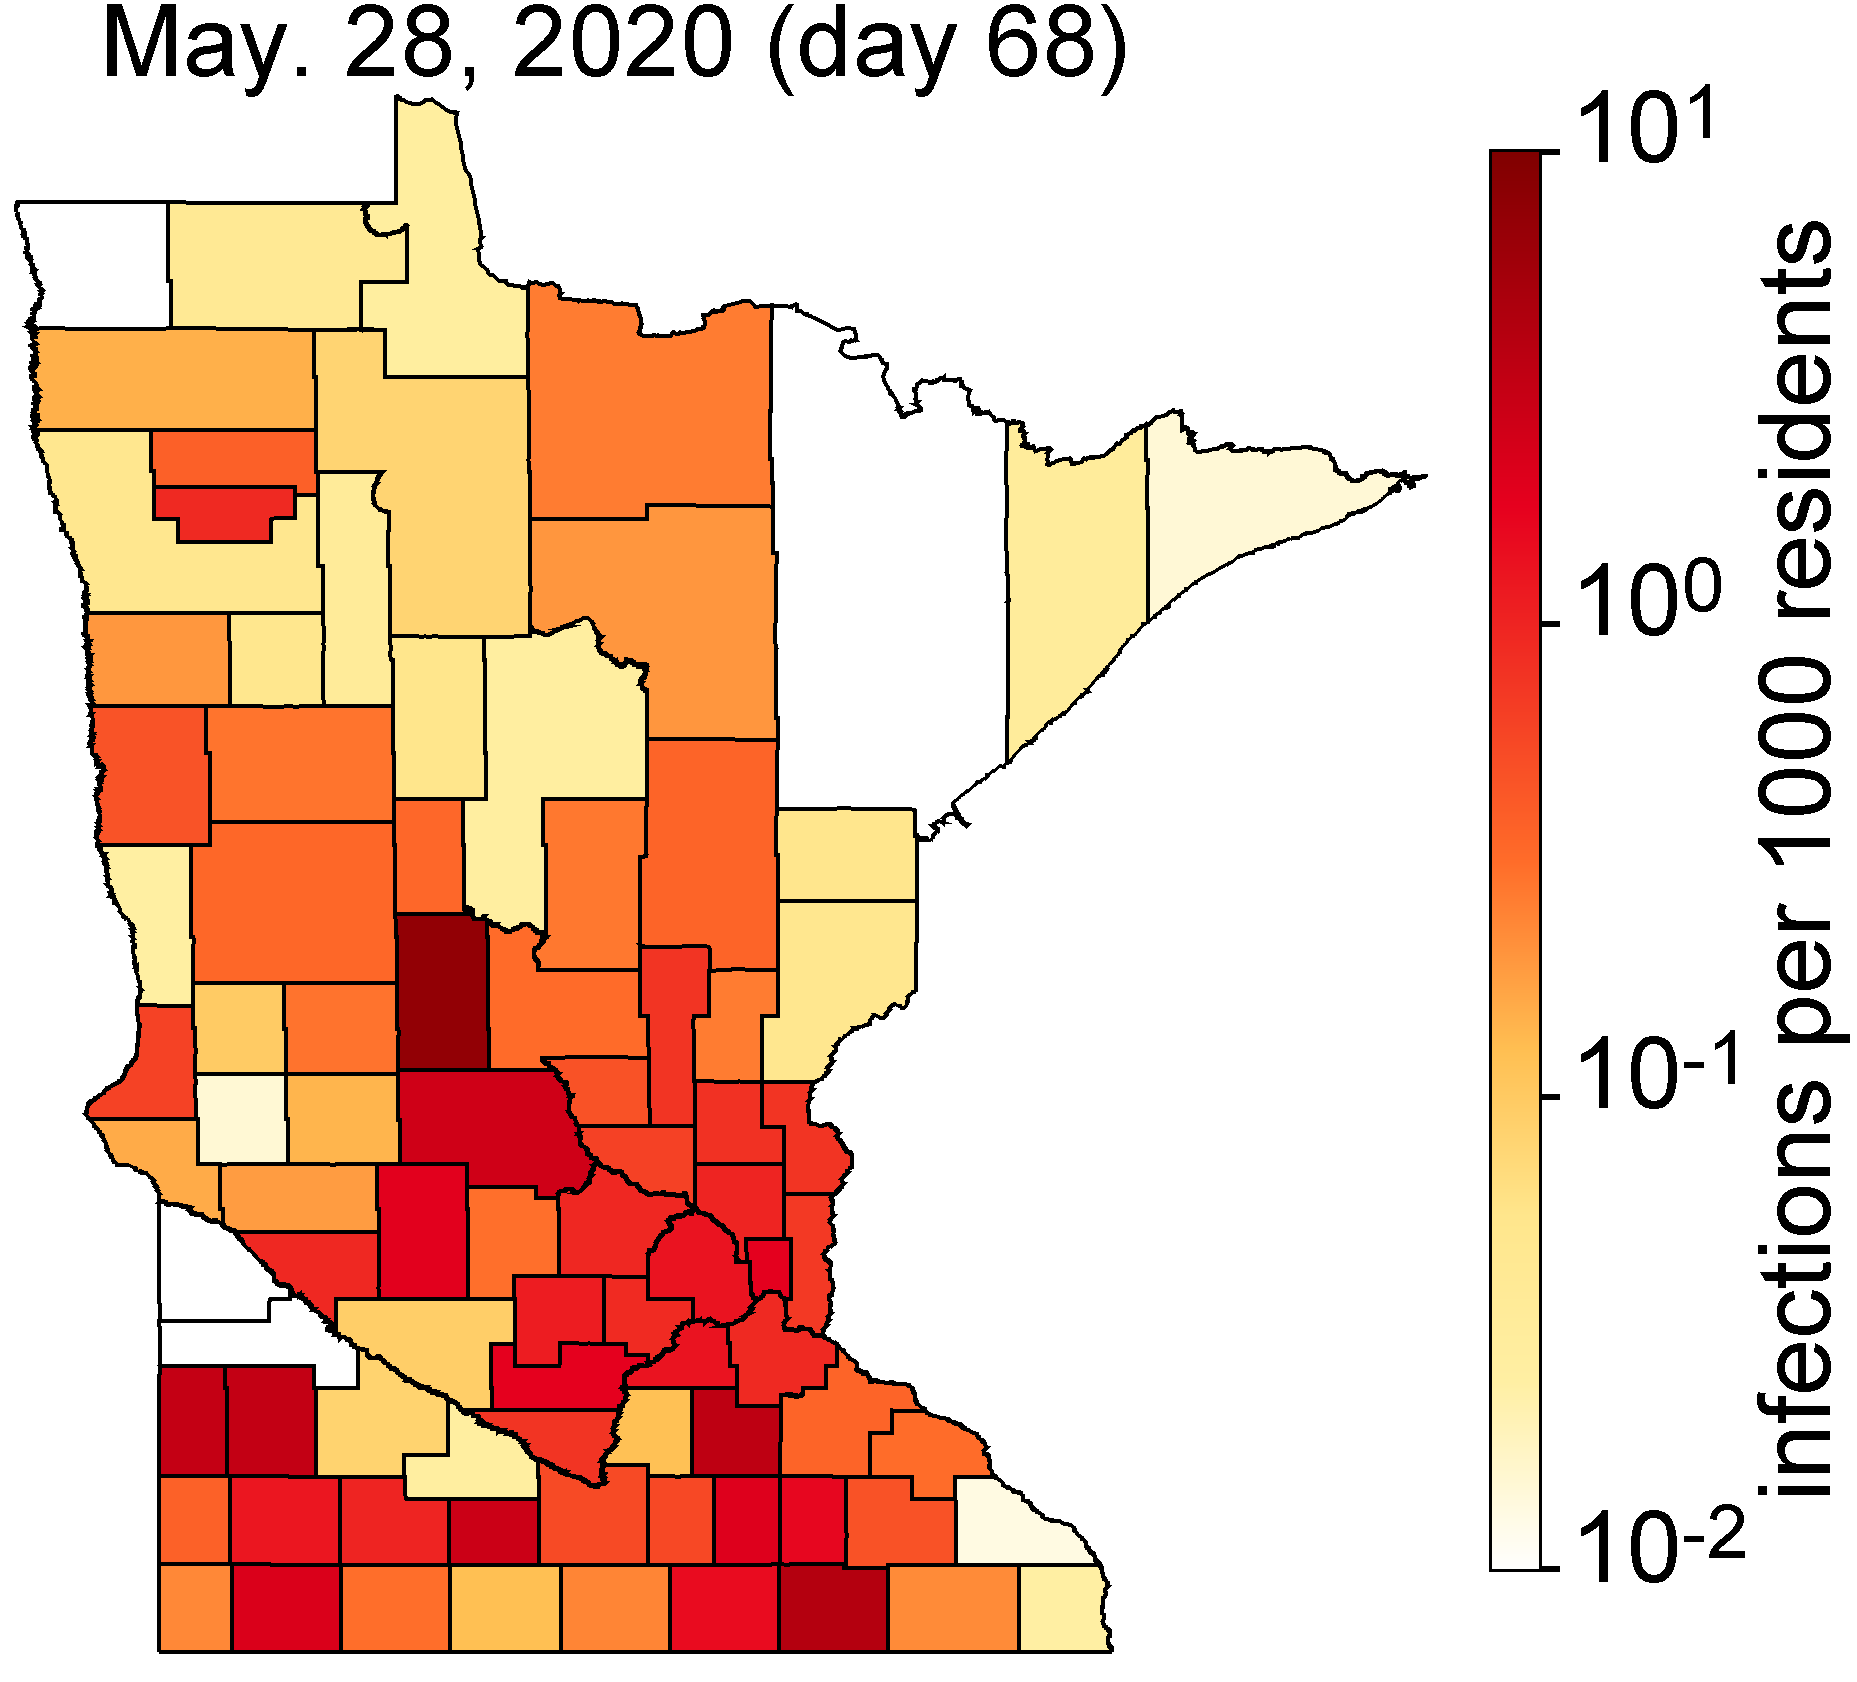 May. 28, 2020 (day 68)
10¹
10⁰
10⁻¹
10⁻²
infections per 1000 residents